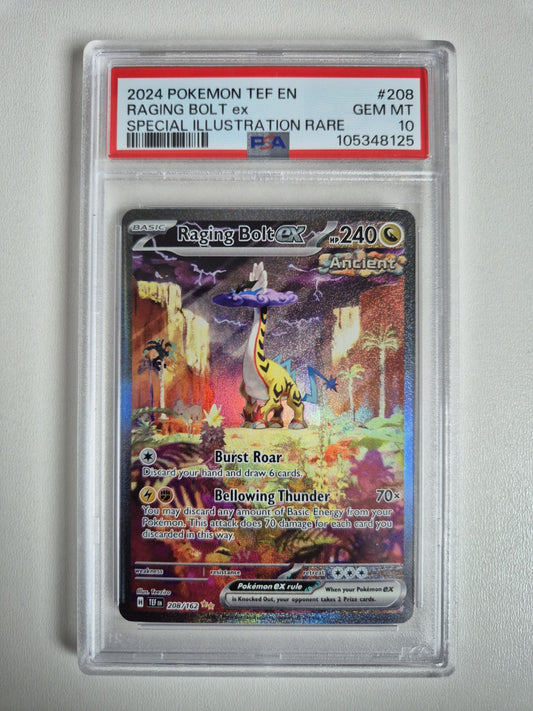 2024 POKEMON TEF EN #208
RAGING BOLT ex GEM MT
SPECIAL ILLUSTRATION RARE 10
PSA 105348125
BASIC Raging Bolt ex HP 240
Ancient
Burst Roar
Discard your hand and draw 6 cards.
Bellowing Thunder 70×
You may discard any amount of Basic Energy from your
Pokémon. This attack does 70 damage for each card you
discarded in this way.
weakness resistance retreat
Illus. Teeziro
Pokémon ex rule When your Pokémon ex
is Knocked Out, your opponent takes 2 Prize cards.
H TEF EN 208/162